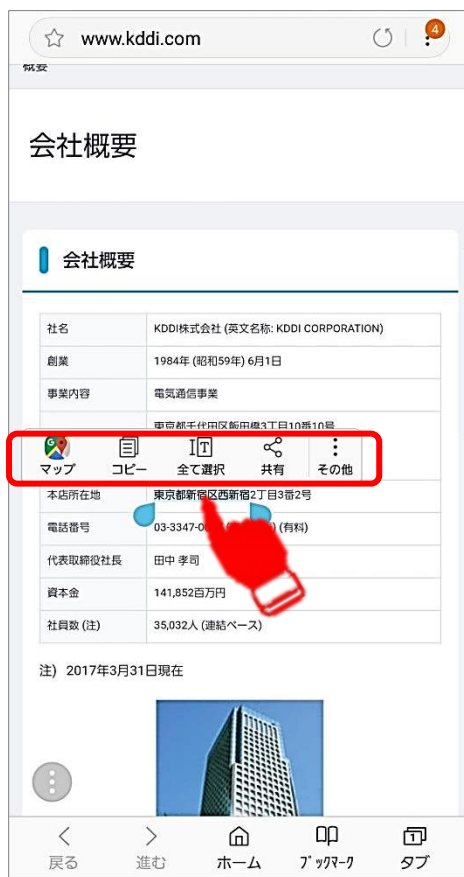 www.kddi.com
4
概要
会社概要
会社概要
社名 KDDI株式会社 (英文名称: KDDI CORPORATION)
創業 1984年 (昭和59年) 6月1日
事業内容 電気通信事業
東京都千代田区飯田橋3丁目10番10号
マップ コピー 全て選択 共有 その他
本店所在地 東京都新宿区西新宿2丁目3番2号
電話番号 03-3347-0 (有料)
代表取締役社長 田中 孝司
資本金 141,852百万円
社員数 (注) 35,032人 (連結ベース)
注) 2017年3月31日現在
1
戻る 進む ホーム ﾌﾞｯｸﾏｰｸ タブ